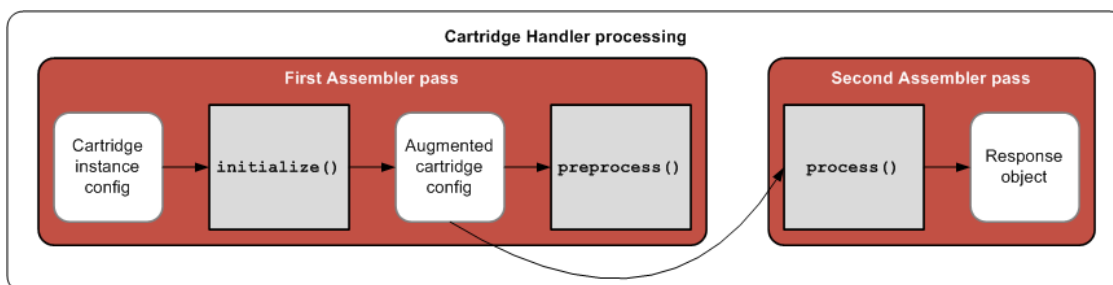 Cartridge Handler processing
First Assembler pass
Second Assembler pass
Cartridge
instance
config
initialize()
Augmented
cartridge
config
preprocess()
process()
Response
object